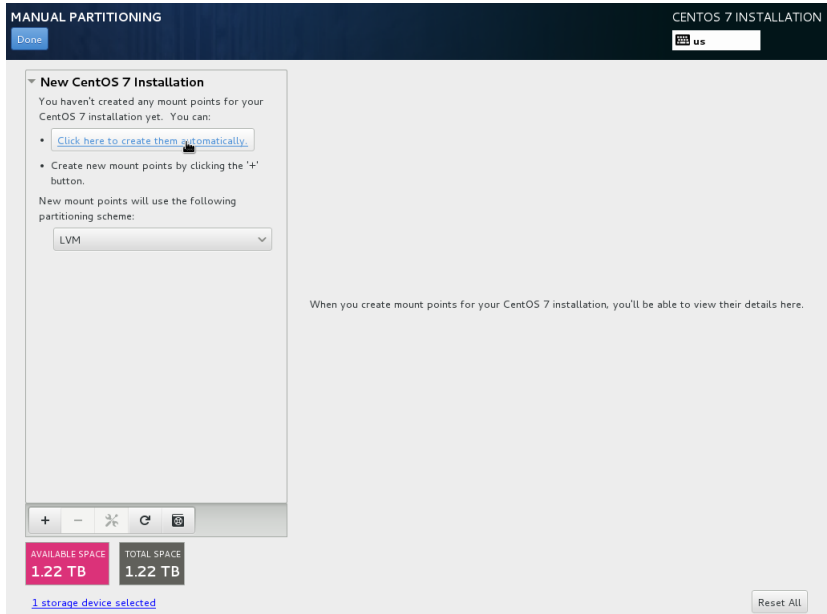 MANUAL PARTITIONING
CENTOS 7 INSTALLATION
Done
us
New CentOS 7 Installation
You haven't created any mount points for your
CentOS 7 installation yet. You can:
• Click here to create them automatically.
• Create new mount points by clicking the '+'
button.
New mount points will use the following
partitioning scheme:
LVM
When you create mount points for your CentOS 7 installation, you'll be able to view their details here.
+ −
AVAILABLE SPACE
1.22 TB
TOTAL SPACE
1.22 TB
1 storage device selected
Reset All